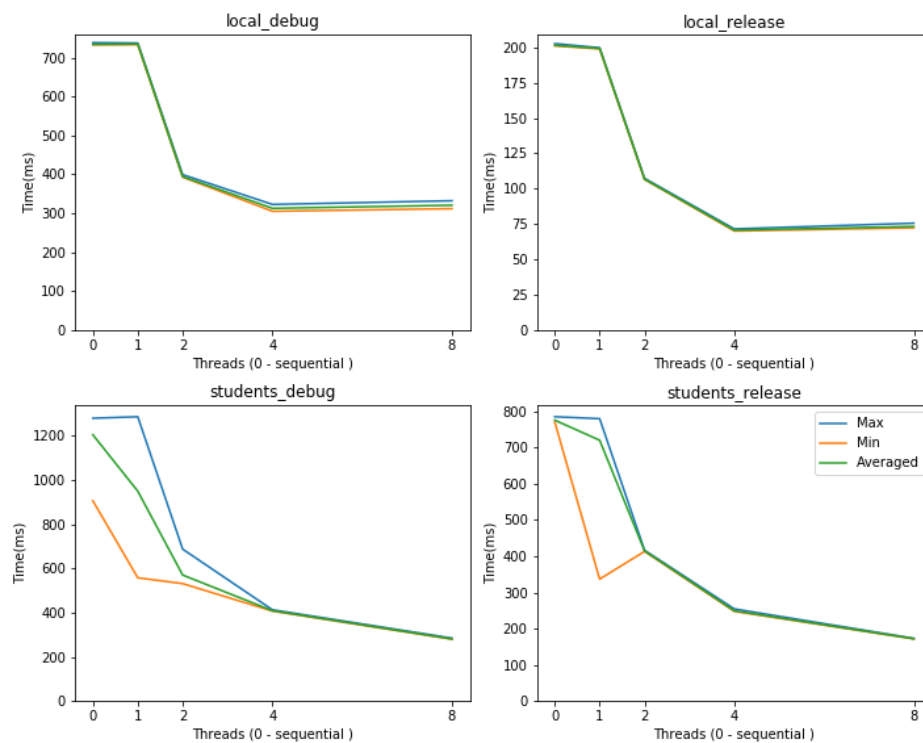 local_debug
700
600
500
400
300
200
100
0
Time(ms)
0 1 2 4 8
Threads (0 - sequential )
local_release
200
175
150
125
100
75
50
25
0
Time(ms)
0 1 2 4 8
Threads (0 - sequential )
students_debug
1200
1000
800
600
400
200
0
Time(ms)
0 1 2 4 8
Threads (0 - sequential )
students_release
800
700
600
500
400
300
200
100
0
Time(ms)
Max
Min
Averaged
0 1 2 4 8
Threads (0 - sequential )